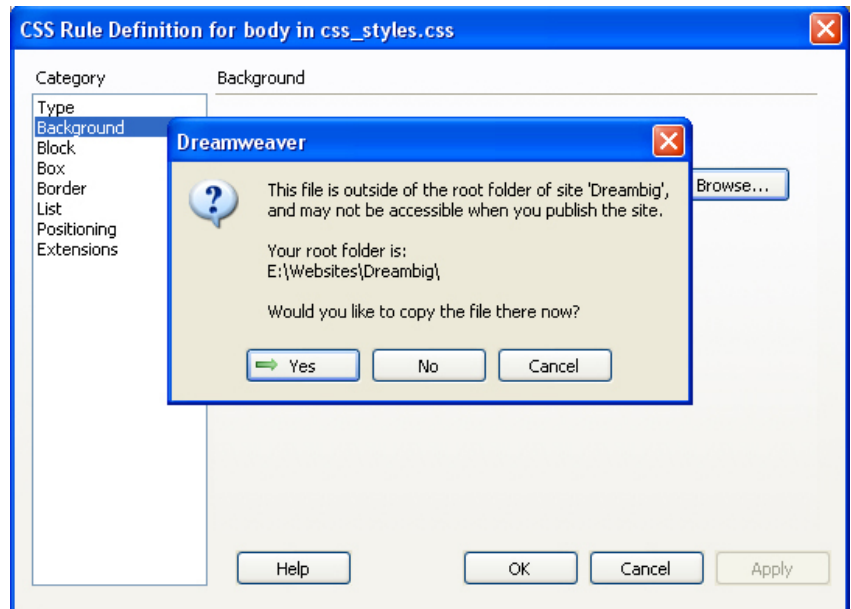 CSS Rule Definition for body in css_styles.css
Category
Background
Type
Background
Block
Box
Border
List
Positioning
Extensions
Browse...
Dreamweaver
This file is outside of the root folder of site 'Dreambig',
and may not be accessible when you publish the site.
Your root folder is:
E:\Websites\Dreambig\
Would you like to copy the file there now?
Yes
No
Cancel
Help
OK
Cancel
Apply